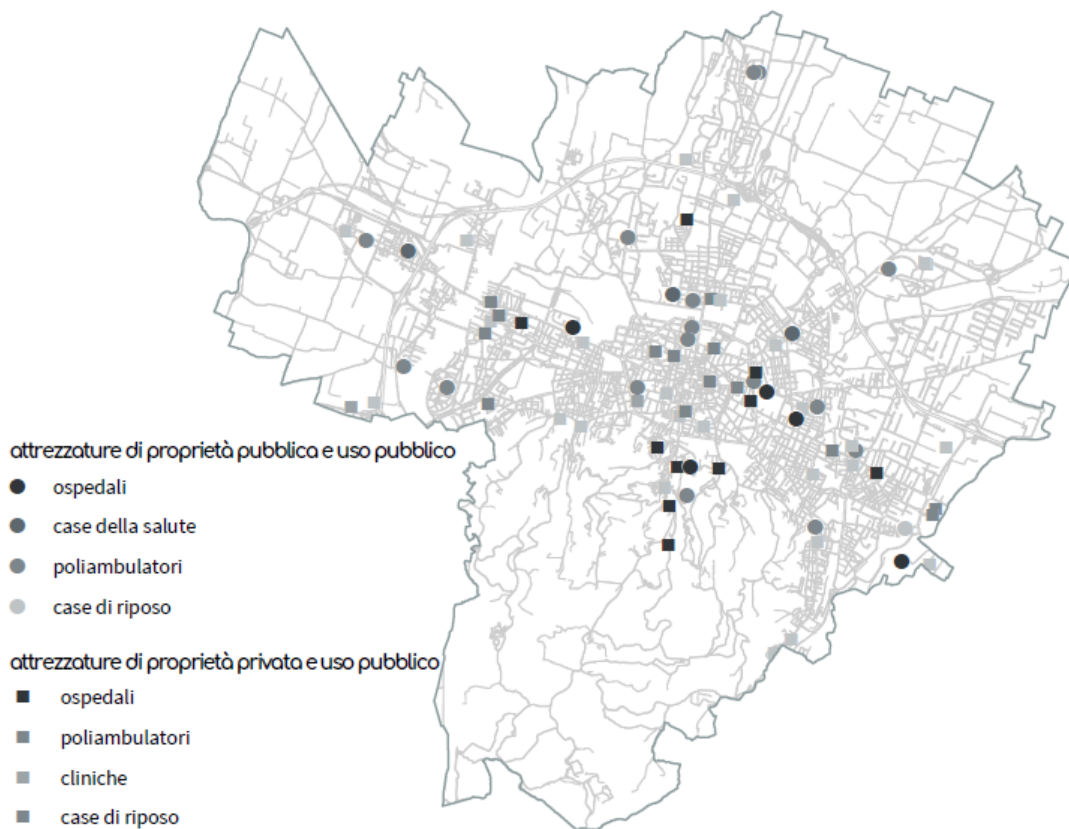 attrezzature di proprietà pubblica e uso pubblico
ospedali
case della salute
poliambulatori
case di riposo
attrezzature di proprietà privata e uso pubblico
ospedali
poliambulatori
cliniche
case di riposo